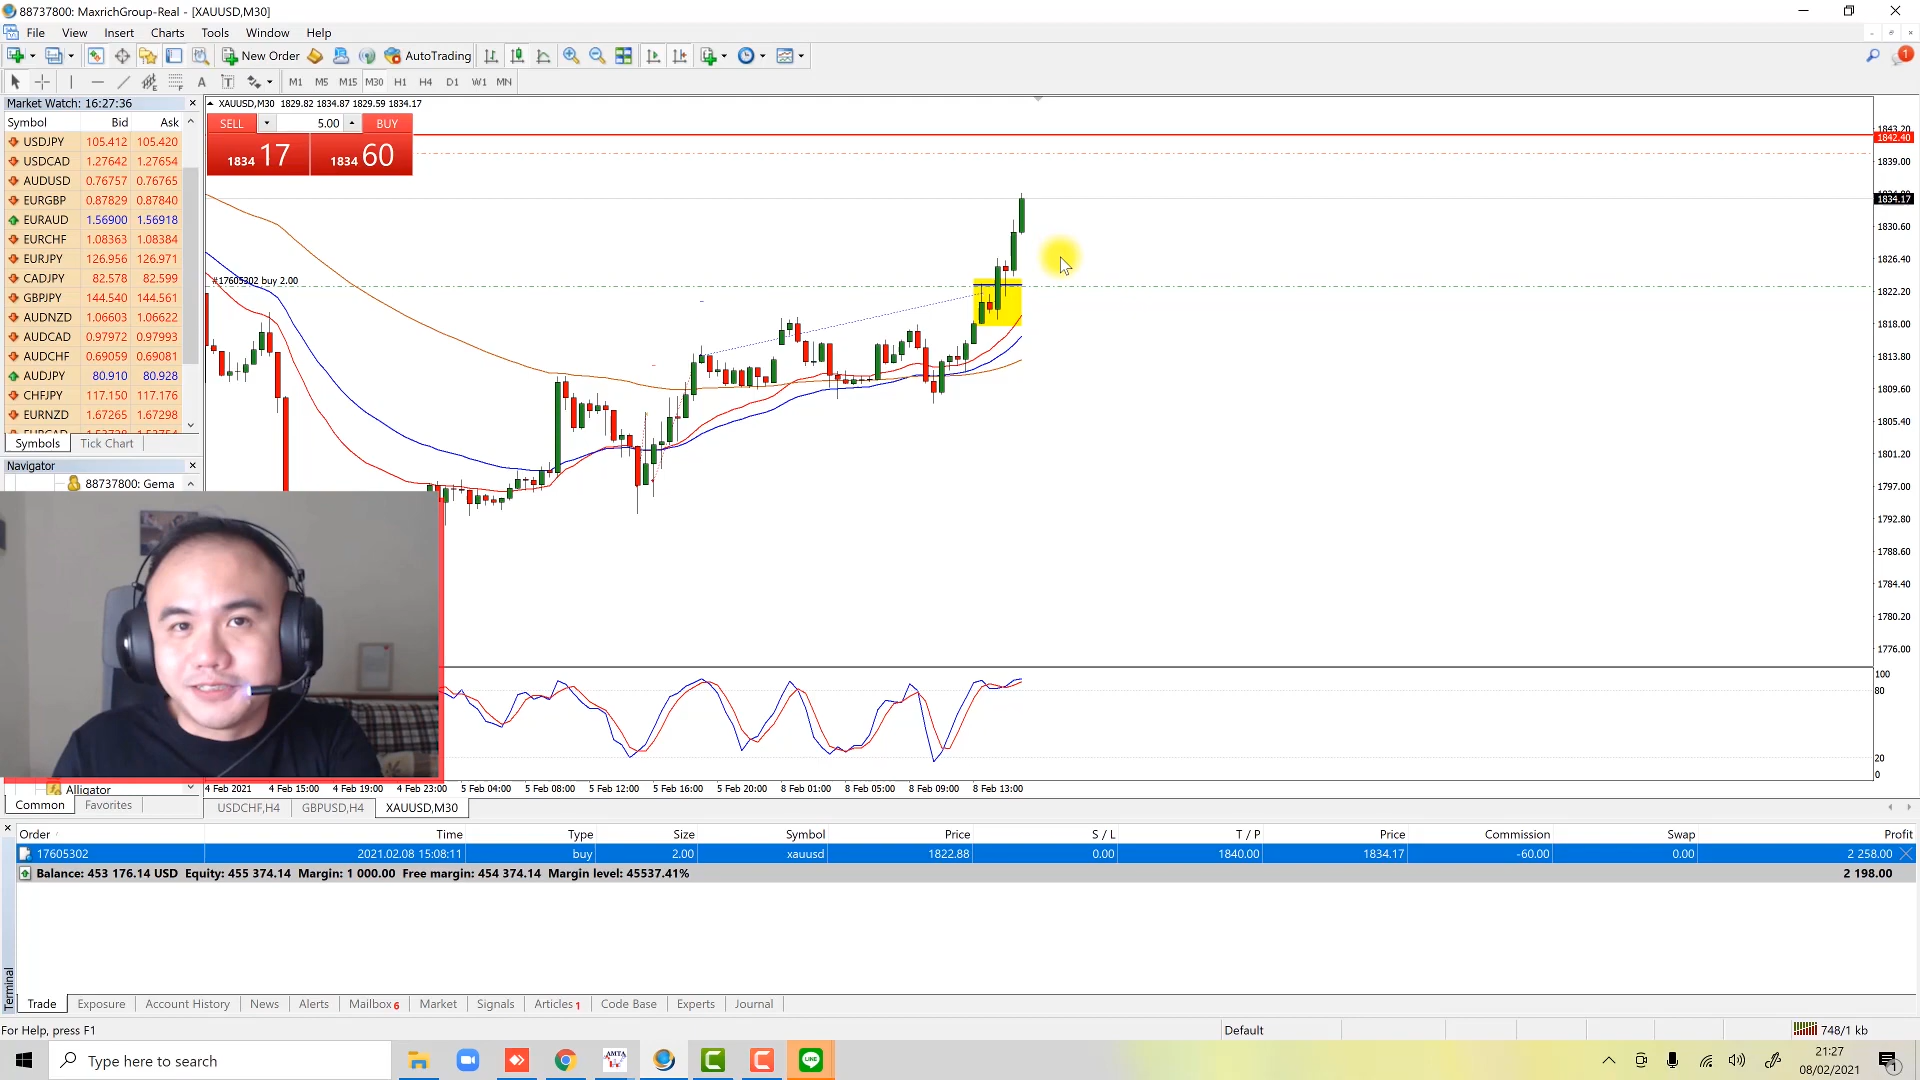 88737800: MaxrichGroup-Real - [XAUUSD,M30]
File View Insert Charts Tools Window Help
New Order AutoTrading 1
A T M1 M5 M15 M30 H1 H4 D1 W1 MN
Market Watch: 16:27:36
Symbol Bid Ask
USDJPY 105.412 105.420
USDCAD 1.27642 1.27654
AUDUSD 0.76757 0.76765
EURGBP 0.87829 0.87840
EURAUD 1.56900 1.56918
EURCHF 1.08363 1.08384
EURJPY 126.956 126.971
CADJPY 82.578 82.599
GBPJPY 144.540 144.561
AUDNZD 1.06603 1.06622
AUDCAD 0.97972 0.97993
AUDCHF 0.69059 0.69081
AUDJPY 80.910 80.928
CHFJPY 117.150 117.176
EURNZD 1.67265 1.67298
Symbols Tick Chart
Navigator
88737800: Gema
Alligator
Common Favorites
XAUUSD,M30 1829.82 1834.87 1829.59 1834.17
SELL 5.00 BUY
1834 17 1834 60
#17605302 buy 2.00
1843.20
1842.40
1839.00
1834.17
1830.60
1826.40
1822.20
1818.00
1813.80
1809.60
1805.40
1801.20
1797.00
1792.80
1788.60
1784.40
1780.20
1776.00
100
80
20
0
4 Feb 2021 4 Feb 15:00 4 Feb 19:00 4 Feb 23:00 5 Feb 04:00 5 Feb 08:00 5 Feb 12:00 5 Feb 16:00 5 Feb 20:00 8 Feb 01:00 8 Feb 05:00 8 Feb 09:00 8 Feb 13:00
USDCHF,H4 GBPUSD,H4 XAUUSD,M30
Order Time Type Size Symbol Price S / L T / P Price Commission Swap Profit
17605302 2021.02.08 15:08:11 buy 2.00 xauusd 1822.88 0.00 1840.00 1834.17 -60.00 0.00 2 258.00
Balance: 453 176.14 USD Equity: 455 374.14 Margin: 1 000.00 Free margin: 454 374.14 Margin level: 45537.41% 2 198.00
Terminal
Trade Exposure Account History News Alerts Mailbox 6 Market Signals Articles 1 Code Base Experts Journal
For Help, press F1 Default 748/1 kb
Type here to search
AMTA
LINE
21:27
08/02/2021
1